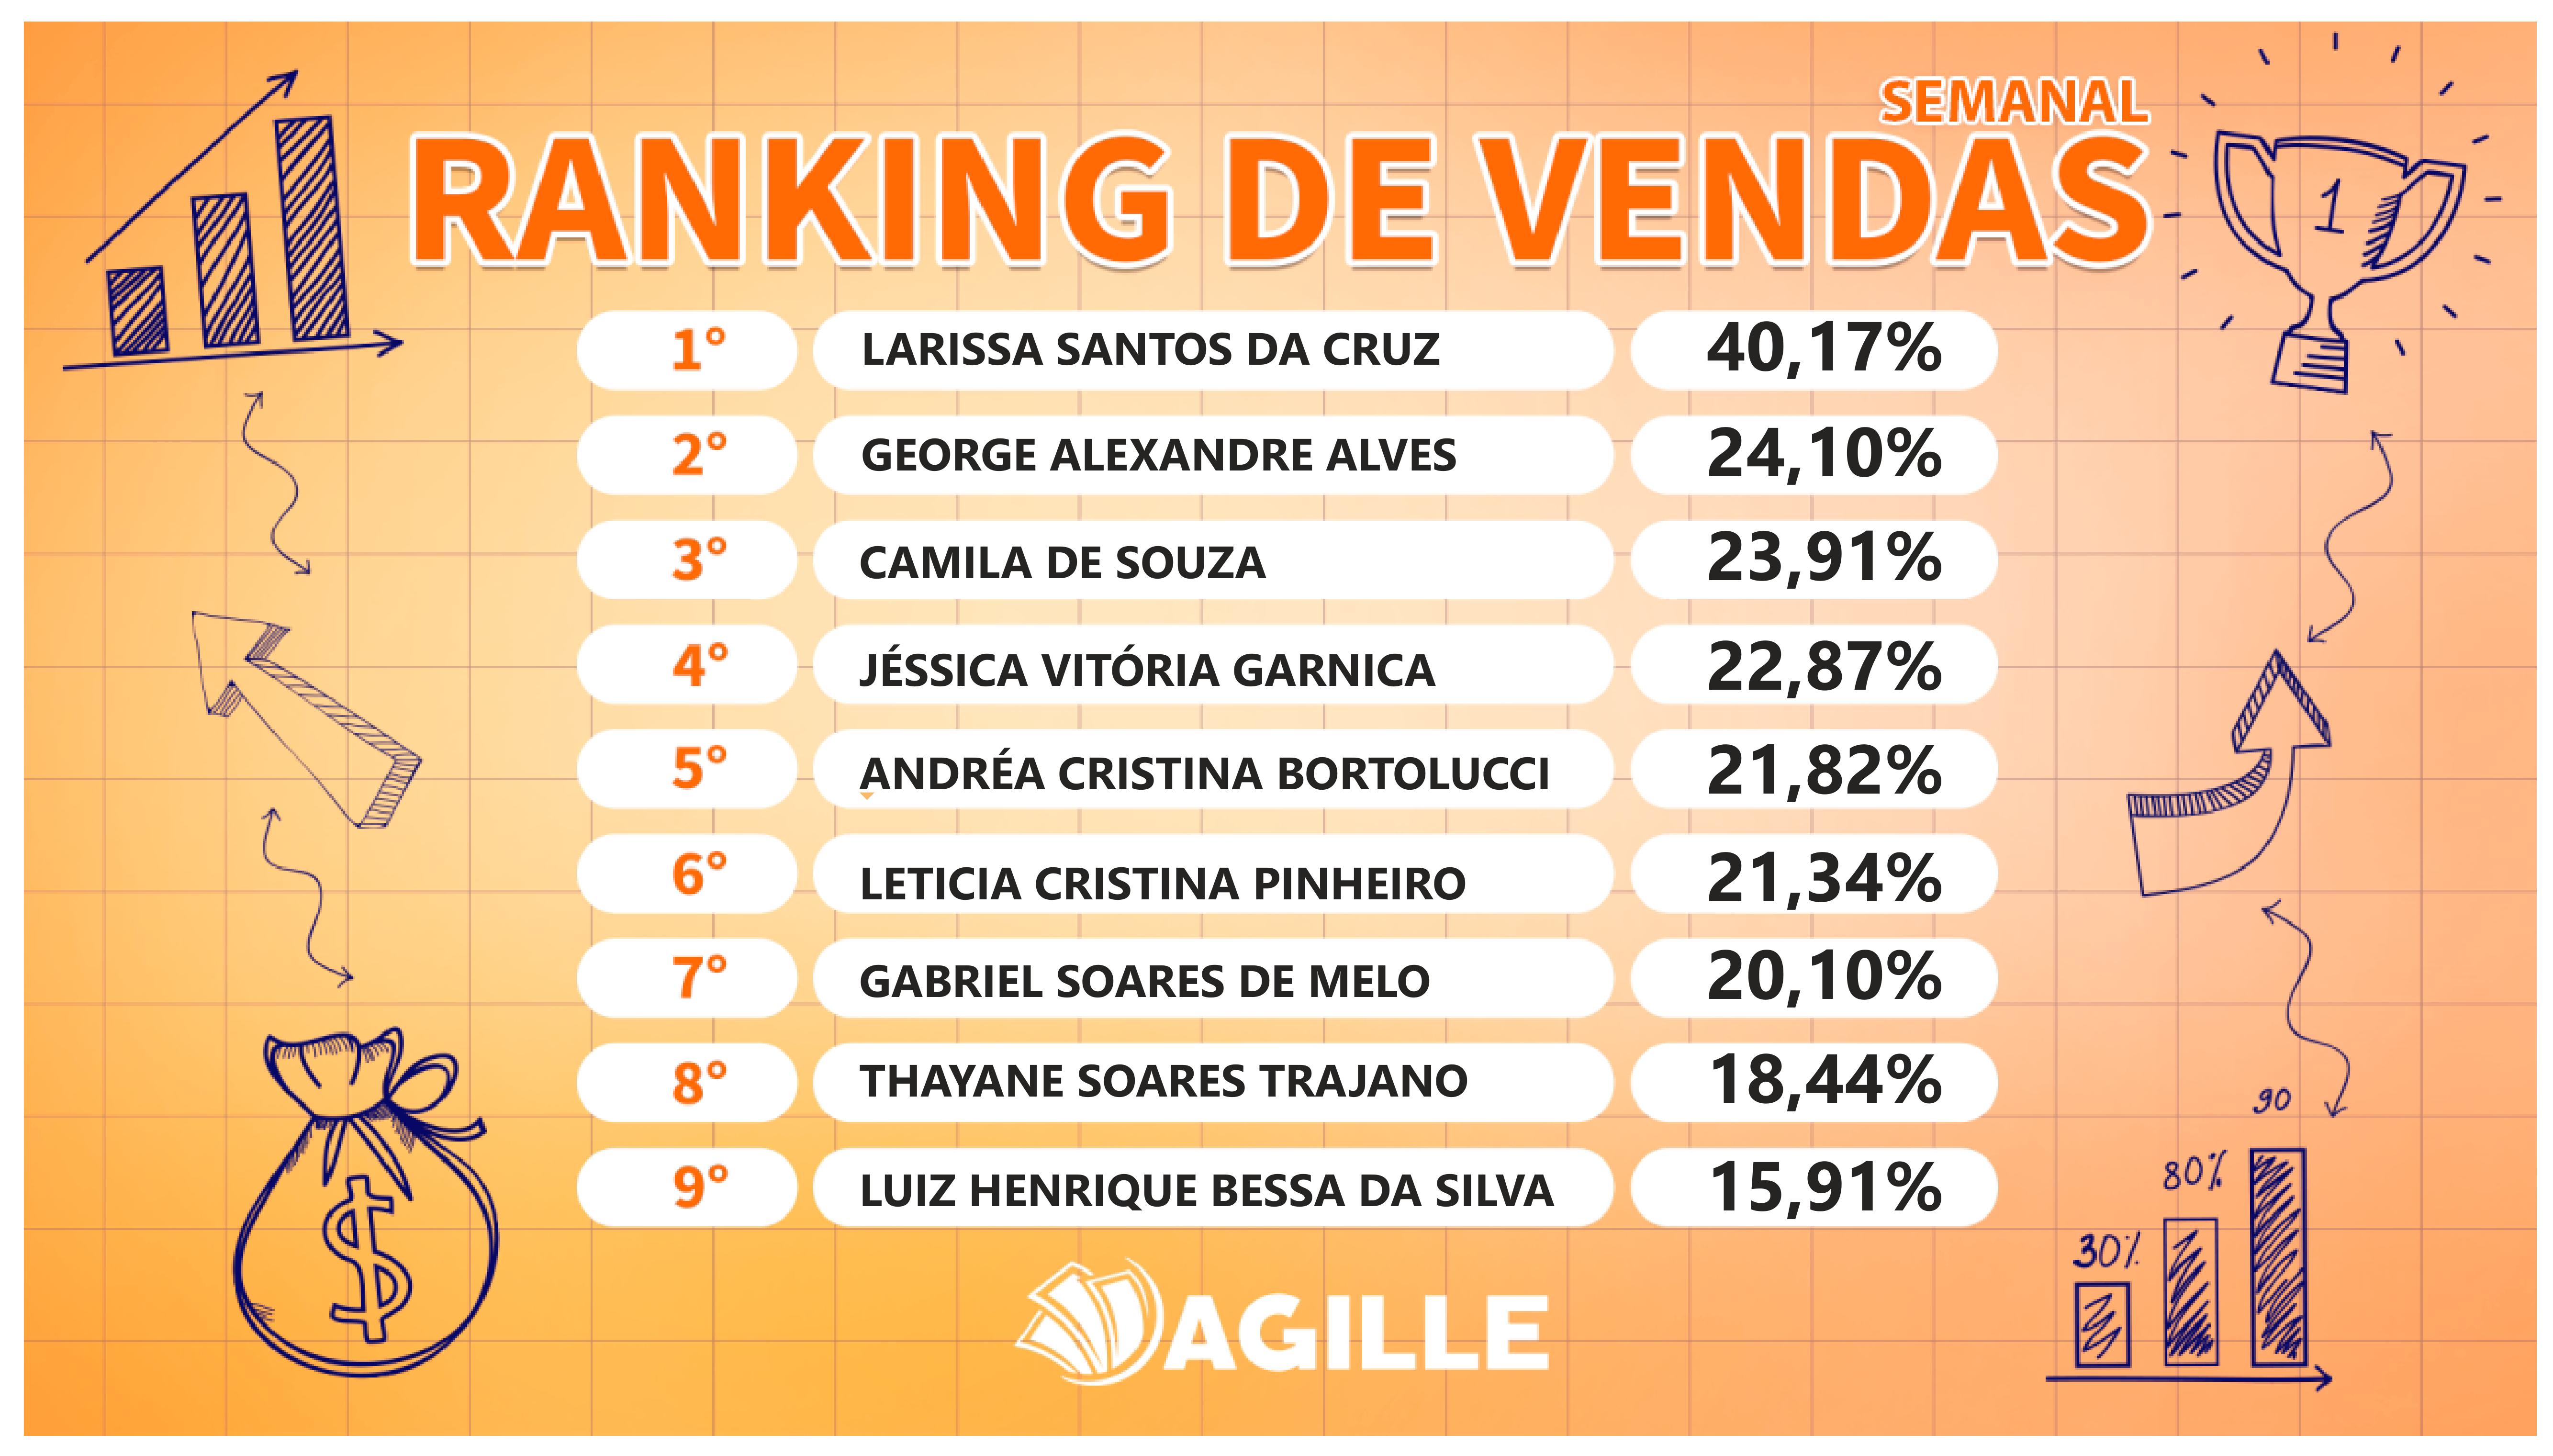 SEMANAL
RANKING DE VENDAS
1° LARISSA SANTOS DA CRUZ 40,17%
2° GEORGE ALEXANDRE ALVES 24,10%
3° CAMILA DE SOUZA 23,91%
4° JÉSSICA VITÓRIA GARNICA 22,87%
5° ANDRÉA CRISTINA BORTOLUCCI 21,82%
6° LETICIA CRISTINA PINHEIRO 21,34%
7° GABRIEL SOARES DE MELO 20,10%
8° THAYANE SOARES TRAJANO 18,44%
9° LUIZ HENRIQUE BESSA DA SILVA 15,91%
AGILLE
1
$
90
80%
30%